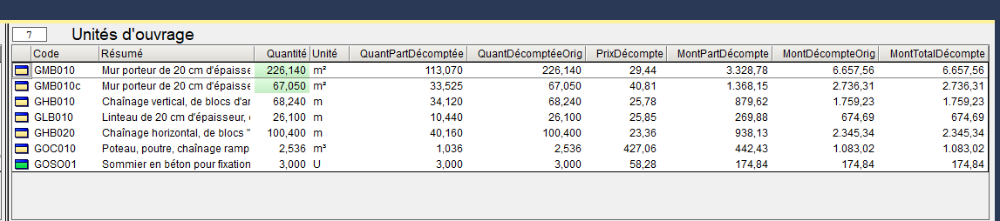 7 Unités d'ouvrage
Code Résumé Quantité Unité QuantPartDécomptée QuantDécomptéeOrig PrixDécompte MontPartDécompte MontDécompteOrig MontTotalDécompte
GMB010 Mur porteur de 20 cm d'épaisse 226,140 m² 113,070 226,140 29,44 3.328,78 6.657,56 6.657,56
GMB010c Mur porteur de 20 cm d'épaisse 67,050 m² 33,525 67,050 40,81 1.368,15 2.736,31 2.736,31
GHB010 Chaînage vertical, de blocs d'ar 68,240 m 34,120 68,240 25,78 879,62 1.759,23 1.759,23
GLB010 Linteau de 20 cm d'épaisseur, 26,100 m 10,440 26,100 25,85 269,88 674,69 674,69
GHB020 Chaînage horizontal, de blocs " 100,400 m 40,160 100,400 23,36 938,13 2.345,34 2.345,34
GOC010 Poteau, poutre, chaînage ramp 2,536 m³ 1,036 2,536 427,06 442,43 1.083,02 1.083,02
GOSO01 Sommier en béton pour fixation 3,000 U 3,000 3,000 58,28 174,84 174,84 174,84